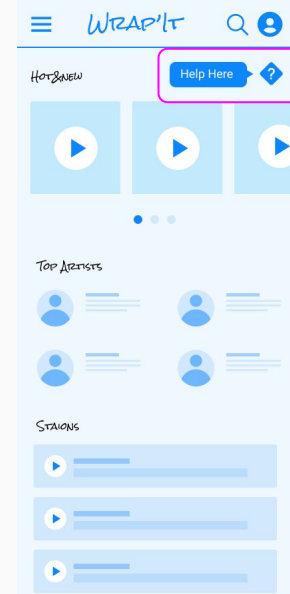 WRAP'IT
HOT&NEW
Help Here
?
TOP ARTISTS
STAIONS